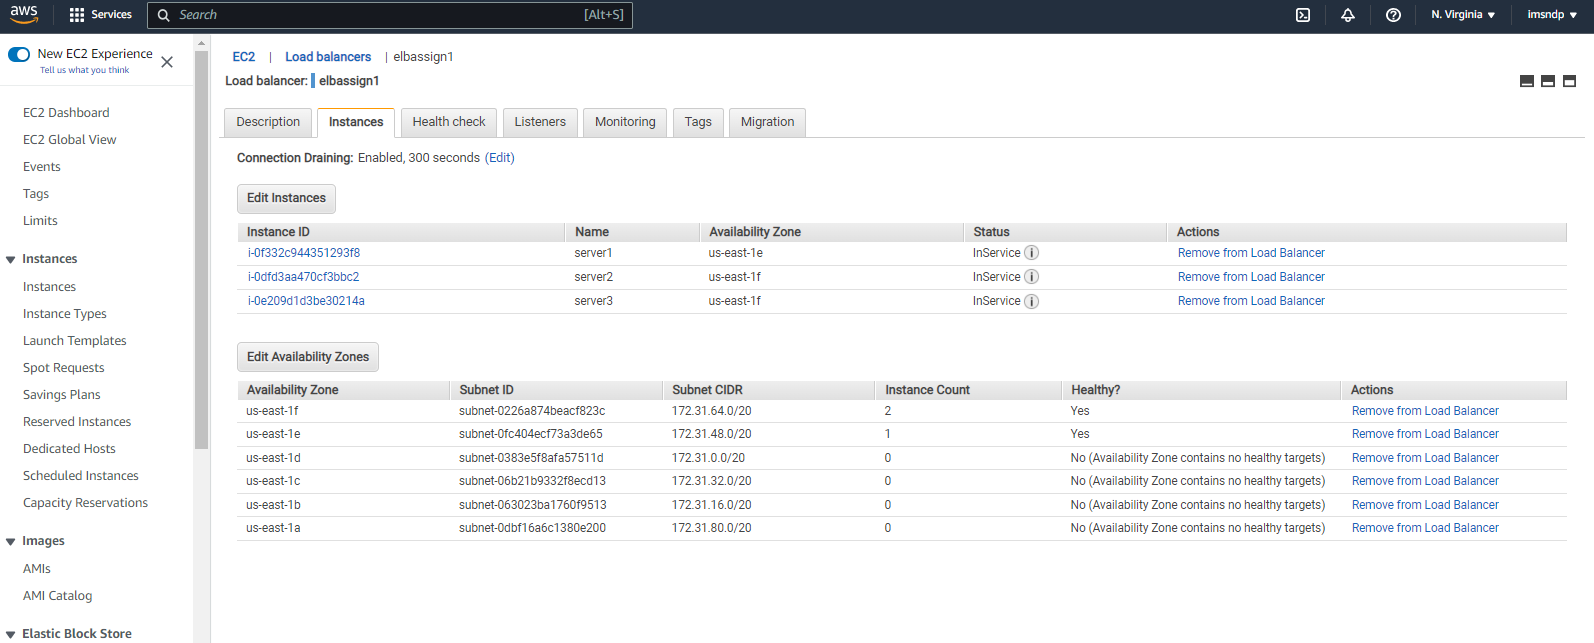 aws Services Search [Alt+S] N. Virginia imsndp
New EC2 Experience
Tell us what you think
EC2 Dashboard
EC2 Global View
Events
Tags
Limits
Instances
Instances
Instance Types
Launch Templates
Spot Requests
Savings Plans
Reserved Instances
Dedicated Hosts
Scheduled Instances
Capacity Reservations
Images
AMIs
AMI Catalog
Elastic Block Store
EC2 | Load balancers | elbassign1
Load balancer: elbassign1
Description Instances Health check Listeners Monitoring Tags Migration
Connection Draining: Enabled, 300 seconds (Edit)
Edit Instances
Instance ID Name Availability Zone Status Actions
i-0f332c944351293f8 server1 us-east-1e InService Remove from Load Balancer
i-0dfd3aa470cf3bbc2 server2 us-east-1f InService Remove from Load Balancer
i-0e209d1d3be30214a server3 us-east-1f InService Remove from Load Balancer
Edit Availability Zones
Availability Zone Subnet ID Subnet CIDR Instance Count Healthy? Actions
us-east-1f subnet-0226a874beacf823c 172.31.64.0/20 2 Yes Remove from Load Balancer
us-east-1e subnet-0fc404ecf73a3de65 172.31.48.0/20 1 Yes Remove from Load Balancer
us-east-1d subnet-0383e5f8afa57511d 172.31.0.0/20 0 No (Availability Zone contains no healthy targets) Remove from Load Balancer
us-east-1c subnet-06b21b9332f8ecd13 172.31.32.0/20 0 No (Availability Zone contains no healthy targets) Remove from Load Balancer
us-east-1b subnet-063023ba1760f9513 172.31.16.0/20 0 No (Availability Zone contains no healthy targets) Remove from Load Balancer
us-east-1a subnet-0dbf16a6c1380e200 172.31.80.0/20 0 No (Availability Zone contains no healthy targets) Remove from Load Balancer